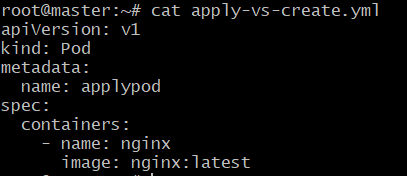 root@master:~# cat apply-vs-create.yml
apiVersion: v1
kind: Pod
metadata:
  name: applypod
spec:
  containers:
    - name: nginx
      image: nginx:latest